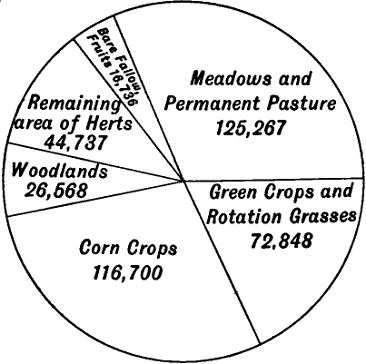 Bare Fallow,
Fruits 16,736
Meadows and
Permanent Pasture
125,267
Remaining
area of Herts
44,737
Woodlands
26,568
Green Crops and
Rotation Grasses
72,848
Corn Crops
116,700